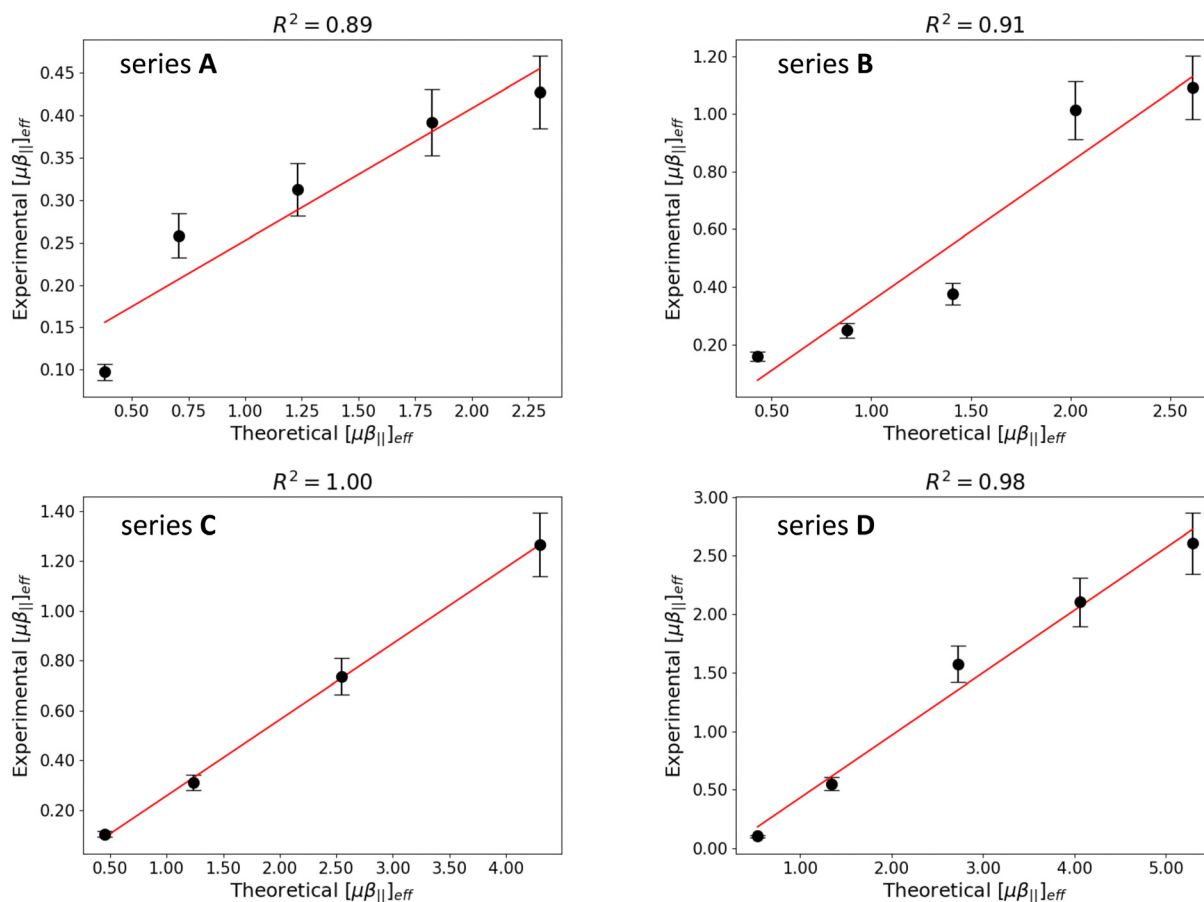 R² = 0.89
series A
Experimental [μβ||]eff
0.45
0.40
0.35
0.30
0.25
0.20
0.15
0.10
0.50 0.75 1.00 1.25 1.50 1.75 2.00 2.25
Theoretical [μβ||]eff
R² = 0.91
series B
Experimental [μβ||]eff
1.20
1.00
0.80
0.60
0.40
0.20
0.50 1.00 1.50 2.00 2.50
Theoretical [μβ||]eff
R² = 1.00
series C
Experimental [μβ||]eff
1.40
1.20
1.00
0.80
0.60
0.40
0.20
0.50 1.00 1.50 2.00 2.50 3.00 3.50 4.00
Theoretical [μβ||]eff
R² = 0.98
series D
Experimental [μβ||]eff
3.00
2.50
2.00
1.50
1.00
0.50
0.00
1.00 2.00 3.00 4.00 5.00
Theoretical [μβ||]eff